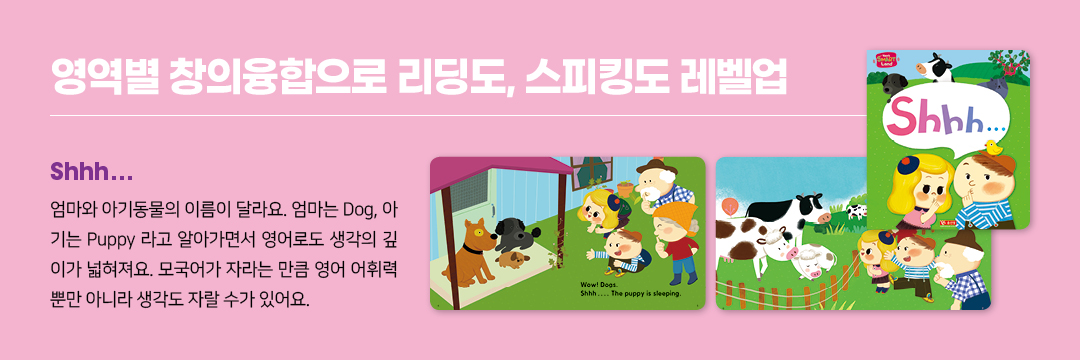 영역별 창의융합으로 리딩도, 스피킹도 레벨업
Shhh...
엄마와 아기동물의 이름이 달라요. 엄마는 Dog, 아
기는 Puppy 라고 알아가면서 영어로도 생각의 깊
이가 넓혀져요. 모국어가 자라는 만큼 영어 어휘력
뿐만 아니라 생각도 자랄 수가 있어요.
Wow! Dogs.
Shhh.... The puppy is sleeping.
SMART
Land
Shhh...